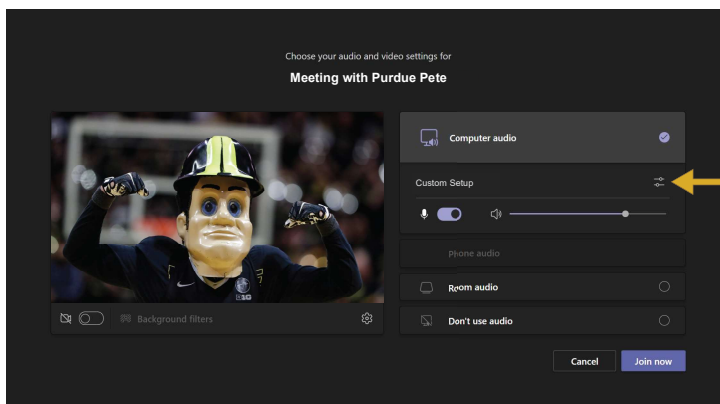 Choose your audio and video settings for
Meeting with Purdue Pete
Computer audio
Custom Setup
Phone audio
Room audio
Don't use audio
B1G
Background filters
Cancel
Join now